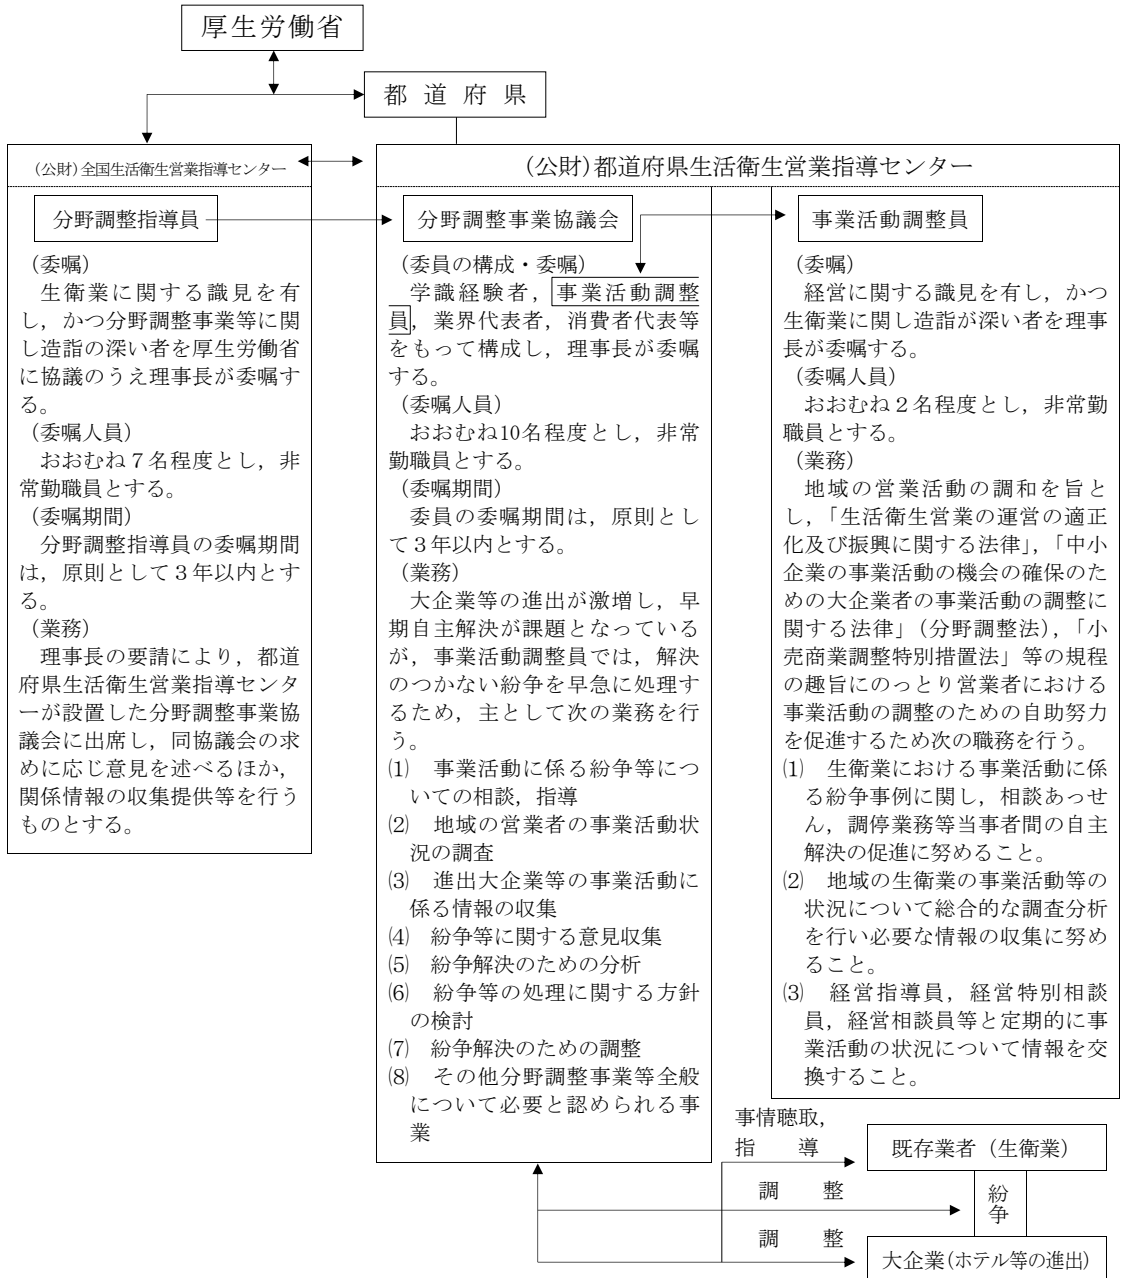 厚生労働省
都道府県
(公財)全国生活衛生営業指導センター
分野調整指導員
(委嘱)
生衛業に関する識見を有
し，かつ分野調整事業等に関
し造詣の深い者を厚生労働省
に協議のうえ理事長が委嘱す
る。
(委嘱人員)
おおむね７名程度とし，非
常勤職員とする。
(委嘱期間)
分野調整指導員の委嘱期間
は，原則として３年以内とす
る。
(業務)
理事長の要請により，都道
府県生活衛生営業指導センタ
ーが設置した分野調整事業協
議会に出席し，同協議会の求
めに応じ意見を述べるほか，
関係情報の収集提供等を行う
ものとする。
(公財)都道府県生活衛生営業指導センター
分野調整事業協議会
(委員の構成・委嘱)
学識経験者，事業活動調整
員，業界代表者，消費者代表等
をもって構成し，理事長が委嘱
する。
(委嘱人員)
おおむね10名程度とし，非常
勤職員とする。
(委嘱期間)
委員の委嘱期間は，原則とし
て３年以内とする。
(業務)
大企業等の進出が激増し，早
期自主解決が課題となっている
が，事業活動調整員では，解決
のつかない紛争を早急に処理す
るため，主として次の業務を行
う。
⑴　事業活動に係る紛争等につ
いての相談，指導
⑵　地域の営業者の事業活動状
況の調査
⑶　進出大企業等の事業活動に
係る情報の収集
⑷　紛争等に関する意見収集
⑸　紛争解決のための分析
⑹　紛争等の処理に関する方針
の検討
⑺　紛争解決のための調整
⑻　その他分野調整事業等全般
について必要と認められる事
業
事業活動調整員
(委嘱)
経営に関する識見を有し，かつ
生衛業に関し造詣が深い者を理事
長が委嘱する。
(委嘱人員)
おおむね２名程度とし，非常勤
職員とする。
(業務)
地域の営業活動の調和を旨と
し，「生活衛生営業の運営の適正
化及び振興に関する法律」，「中小
企業の事業活動の機会の確保のた
めの大企業者の事業活動の調整に
関する法律」(分野調整法)，「小
売商業調整特別措置法」等の規程
の趣旨にのっとり営業者における
事業活動の調整のための自助努力
を促進するため次の職務を行う。
⑴　生衛業における事業活動に係
る紛争事例に関し，相談あっせ
ん，調停業務等当事者間の自主
解決の促進に努めること。
⑵　地域の生衛業の事業活動等の
状況について総合的な調査分析
を行い必要な情報の収集に努め
ること。
⑶　経営指導員，経営特別相談
員，経営相談員等と定期的に事
業活動の状況について情報を交
換すること。
事情聴取，
指　導
既存業者（生衛業）
調　整
紛争
調　整
大企業(ホテル等の進出)